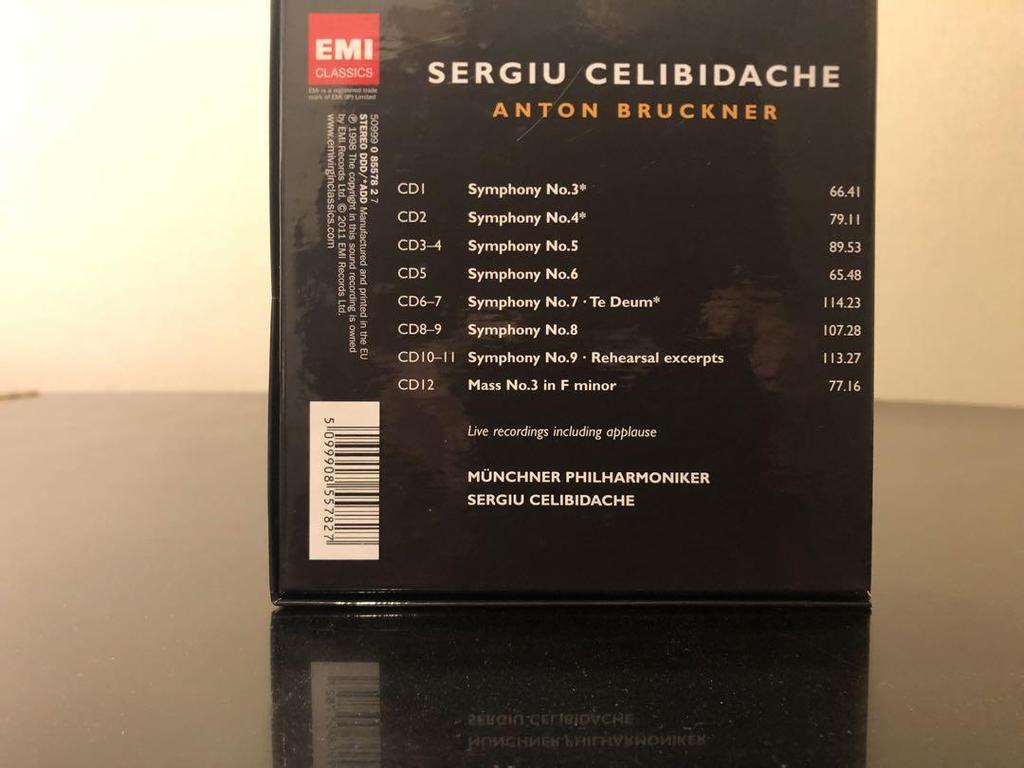 EMI
CLASSICS
EMI is a registered trade
mark of EMI (IP) Limited
SERGIU CELIBIDACHE
ANTON BRUCKNER
50999 0 85578 2 7
STEREO DDD/*ADD Manufactured and printed in the EU
℗ 1998 The copyright in this sound recording is owned
by EMI Records Ltd. © 2011 EMI Records Ltd.
www.emivirginclassics.com
CD1 Symphony No.3* 66.41
CD2 Symphony No.4* 79.11
CD3–4 Symphony No.5 89.53
CD5 Symphony No.6 65.48
CD6–7 Symphony No.7 · Te Deum* 114.23
CD8–9 Symphony No.8 107.28
CD10–11 Symphony No.9 · Rehearsal excerpts 113.27
CD12 Mass No.3 in F minor 77.16
Live recordings including applause
MÜNCHNER PHILHARMONIKER
SERGIU CELIBIDACHE
5 099908 557827
SERGIU CELIBIDACHE
MÜNCHNER PHILHARMONIKER